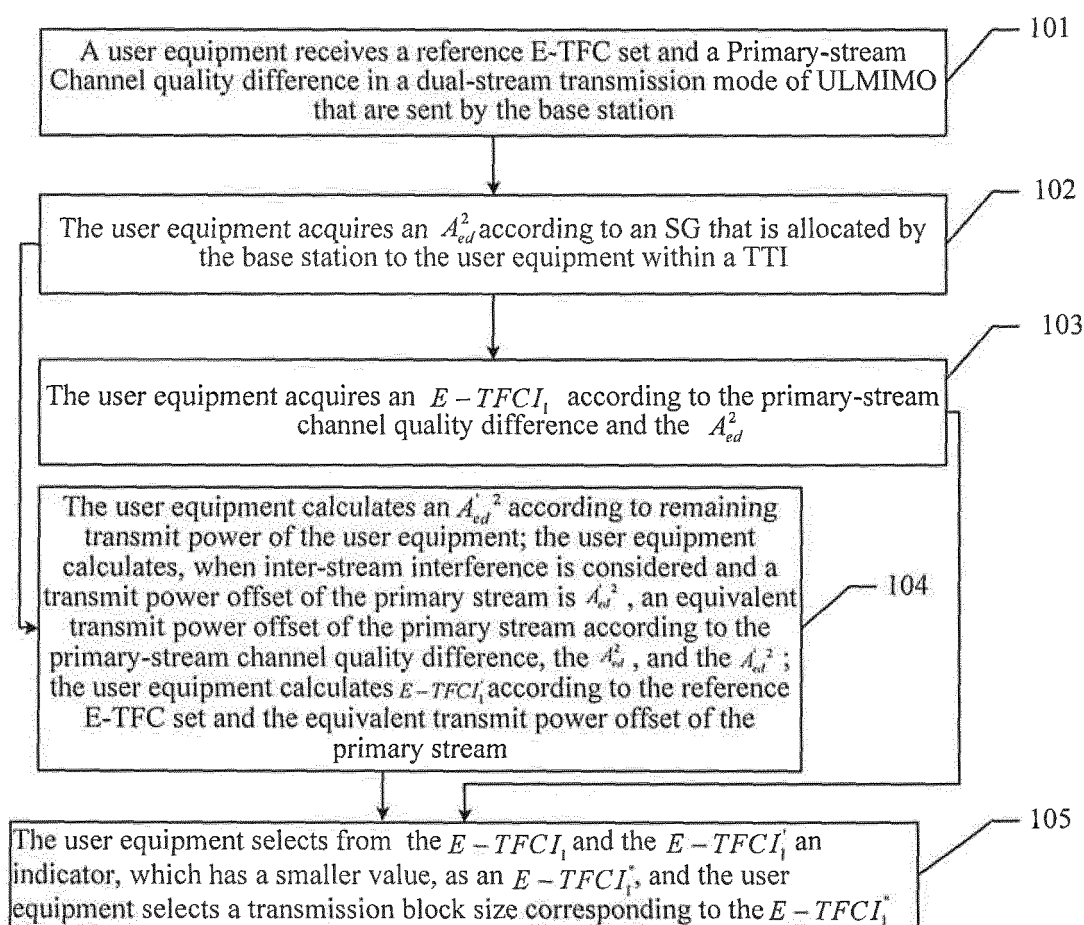 101
A user equipment receives a reference E-TFC set and a Primary-stream
Channel quality difference in a dual-stream transmission mode of ULMIMO
that are sent by the base station
102
The user equipment acquires an A²ed according to an SG that is allocated by
the base station to the user equipment within a TTI
103
The user equipment acquires an E − TFCI₁ according to the primary-stream
channel quality difference and the A²ed
The user equipment calculates an A'ed² according to remaining
transmit power of the user equipment; the user equipment
calculates, when inter-stream interference is considered and a
transmit power offset of the primary stream is A'ed², an equivalent
transmit power offset of the primary stream according to the
primary-stream channel quality difference, the A²ed, and the A'ed²;
the user equipment calculates E − TFCI'₁ according to the reference
E-TFC set and the equivalent transmit power offset of the
primary stream
104
105
The user equipment selects from the E − TFCI₁ and the E − TFCI'₁ an
indicator, which has a smaller value, as an E − TFCI*₁, and the user
equipment selects a transmission block size corresponding to the E − TFCI*₁